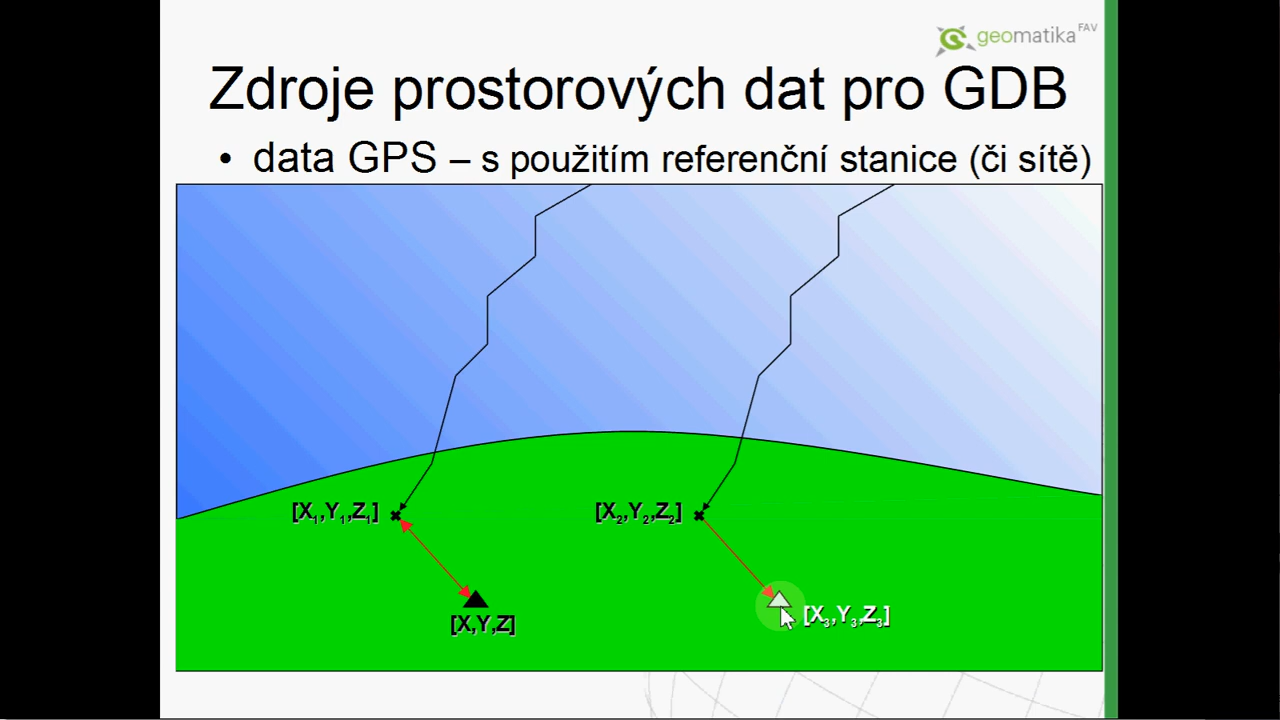 geomatika FAV
Zdroje prostorových dat pro GDB
• data GPS – s použitím referenční stanice (či sítě)
[X₁,Y₁,Z₁]
[X₂,Y₂,Z₂]
[X,Y,Z]
[X₃,Y₃,Z₃]